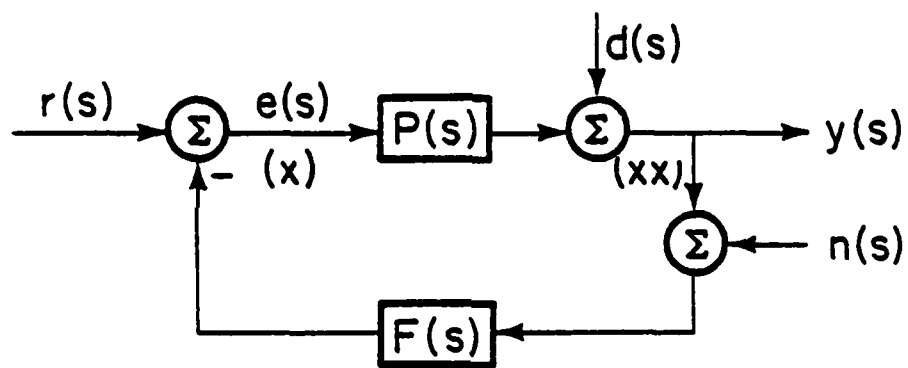 d(s)
r(s) Σ e(s) P(s) Σ y(s)
- (x) (xx)
Σ n(s)
F(s)